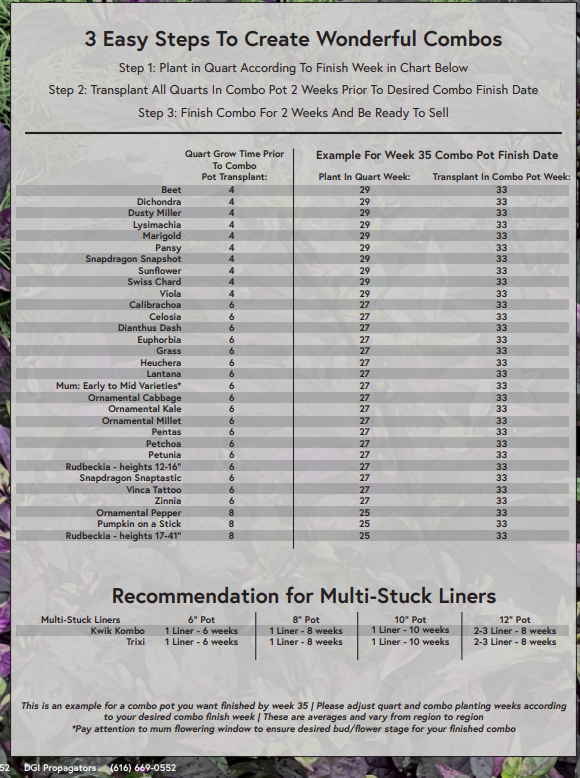 3 Easy Steps To Create Wonderful Combos
Step 1: Plant in Quart According To Finish Week in Chart Below
Step 2: Transplant All Quarts In Combo Pot 2 Weeks Prior To Desired Combo Finish Date
Step 3: Finish Combo For 2 Weeks And Be Ready To Sell
Quart Grow Time Prior
To Combo
Pot Transplant:
Example For Week 35 Combo Pot Finish Date
Plant In Quart Week: Transplant In Combo Pot Week:
Beet 4 29 33
Dichondra 4 29 33
Dusty Miller 4 29 33
Lysimachia 4 29 33
Marigold 4 29 33
Pansy 4 29 33
Snapdragon Snapshot 4 29 33
Sunflower 4 29 33
Swiss Chard 4 29 33
Viola 4 29 33
Calibrachoa 6 27 33
Celosia 6 27 33
Dianthus Dash 6 27 33
Euphorbia 6 27 33
Grass 6 27 33
Heuchera 6 27 33
Lantana 6 27 33
Mum: Early to Mid Varieties* 6 27 33
Ornamental Cabbage 6 27 33
Ornamental Kale 6 27 33
Ornamental Millet 6 27 33
Pentas 6 27 33
Petchoa 6 27 33
Petunia 6 27 33
Rudbeckia - heights 12-16" 6 27 33
Snapdragon Snaptastic 6 27 33
Vinca Tattoo 6 27 33
Zinnia 6 27 33
Ornamental Pepper 8 25 33
Pumpkin on a Stick 8 25 33
Rudbeckia - heights 17-41" 8 25 33
Recommendation for Multi-Stuck Liners
Multi-Stuck Liners 6" Pot 8" Pot 10" Pot 12" Pot
Kwik Kombo 1 Liner - 6 weeks 1 Liner - 8 weeks 1 Liner - 10 weeks 2-3 Liner - 8 weeks
Trixi 1 Liner - 6 weeks 1 Liner - 8 weeks 1 Liner - 10 weeks 2-3 Liner - 8 weeks
This is an example for a combo pot you want finished by week 35 | Please adjust quart and combo planting weeks according
to your desired combo finish week | These are averages and vary from region to region
*Pay attention to mum flowering window to ensure desired bud/flower stage for your finished combo
52 DGI Propagators (616) 669-0552